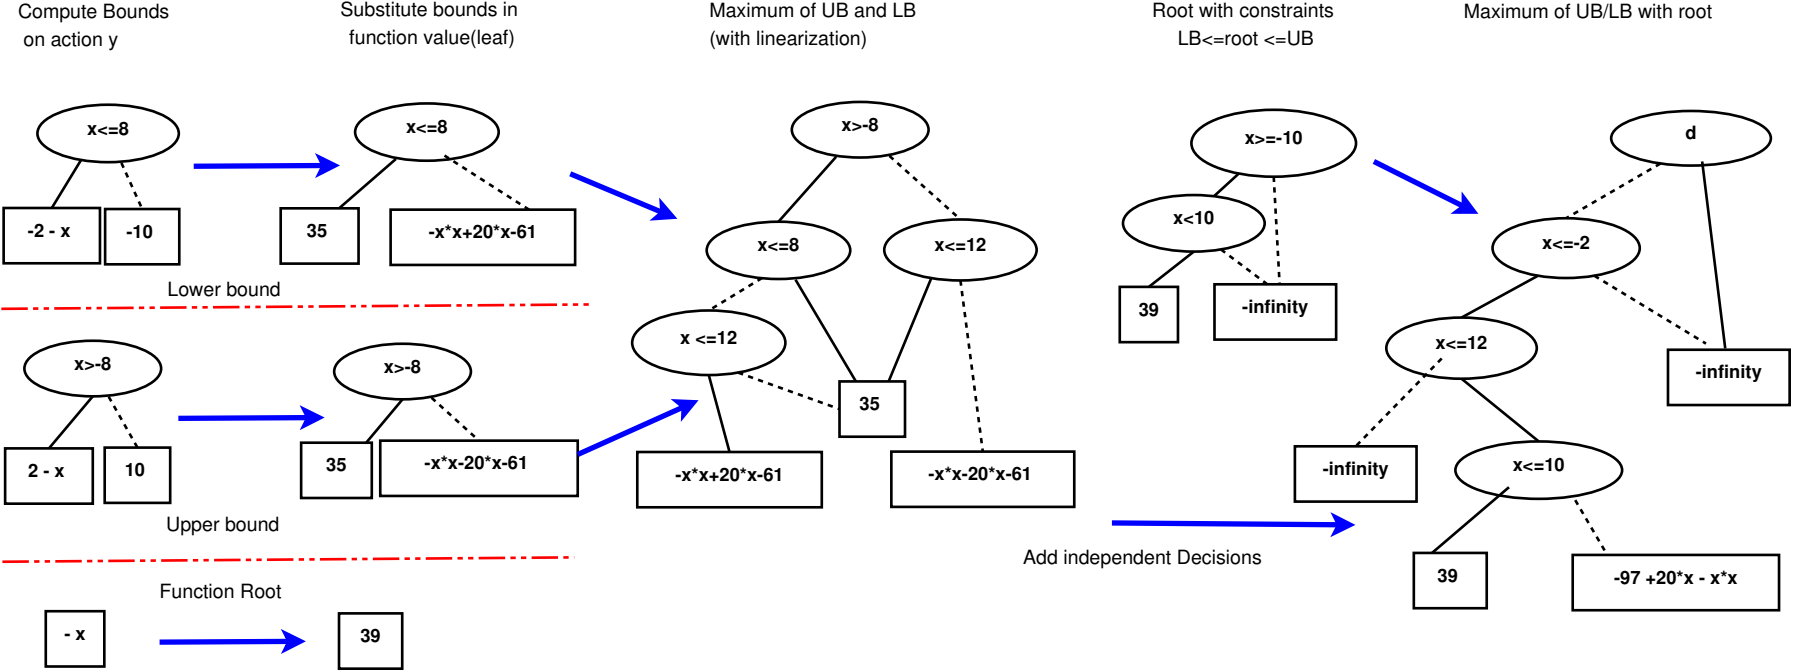 Compute Bounds
on action y
Substitute bounds in
function value(leaf)
Maximum of UB and LB
(with linearization)
Root with constraints
LB<=root <=UB
Maximum of UB/LB with root
x<=8
-2 - x
-10
x<=8
35
-x*x+20*x-61
Lower bound
x>-8
2 - x
10
x>-8
35
-x*x-20*x-61
Upper bound
Function Root
- x
39
x>-8
x<=8
x<=12
x <=12
35
-x*x+20*x-61
-x*x-20*x-61
x>=-10
x<10
39
-infinity
Add independent Decisions
d
x<=-2
x<=12
-infinity
-infinity
x<=10
39
-97 +20*x - x*x